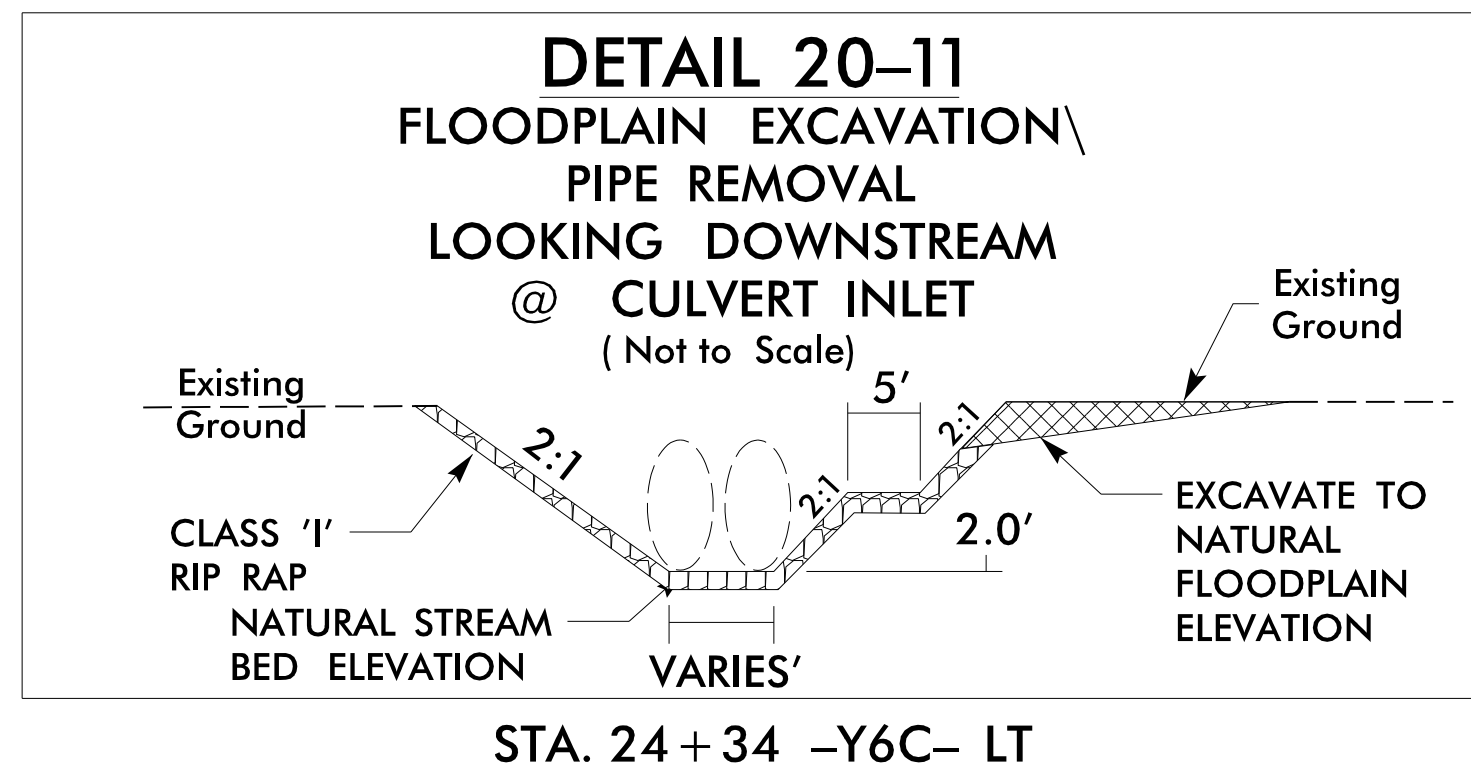 DETAIL 20–11
FLOODPLAIN EXCAVATION\
PIPE REMOVAL
LOOKING DOWNSTREAM
@ CULVERT INLET
( Not to Scale)
Existing
Ground
Existing
Ground
5'
2:1
2:1
2:1
2.0'
CLASS 'I'
RIP RAP
NATURAL STREAM
BED ELEVATION
VARIES'
EXCAVATE TO
NATURAL
FLOODPLAIN
ELEVATION
STA. 24+34 –Y6C– LT